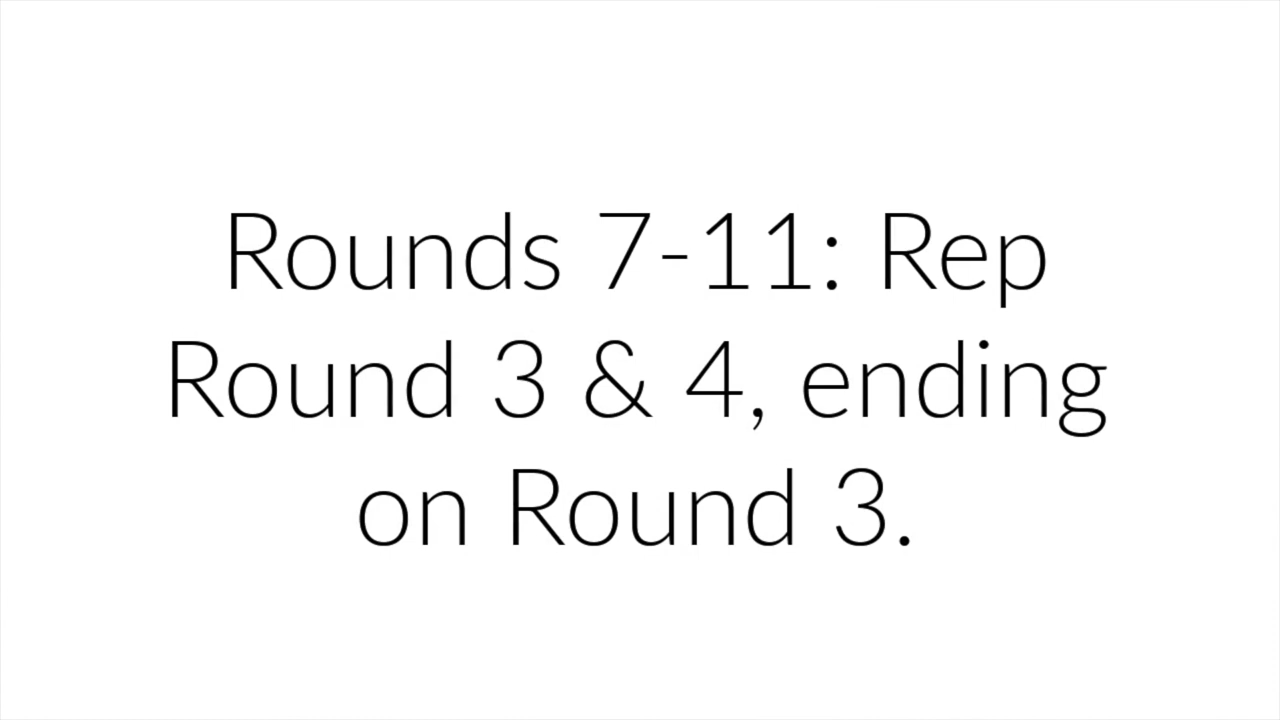 Rounds 7-11: Rep
Round 3 & 4, ending
on Round 3.